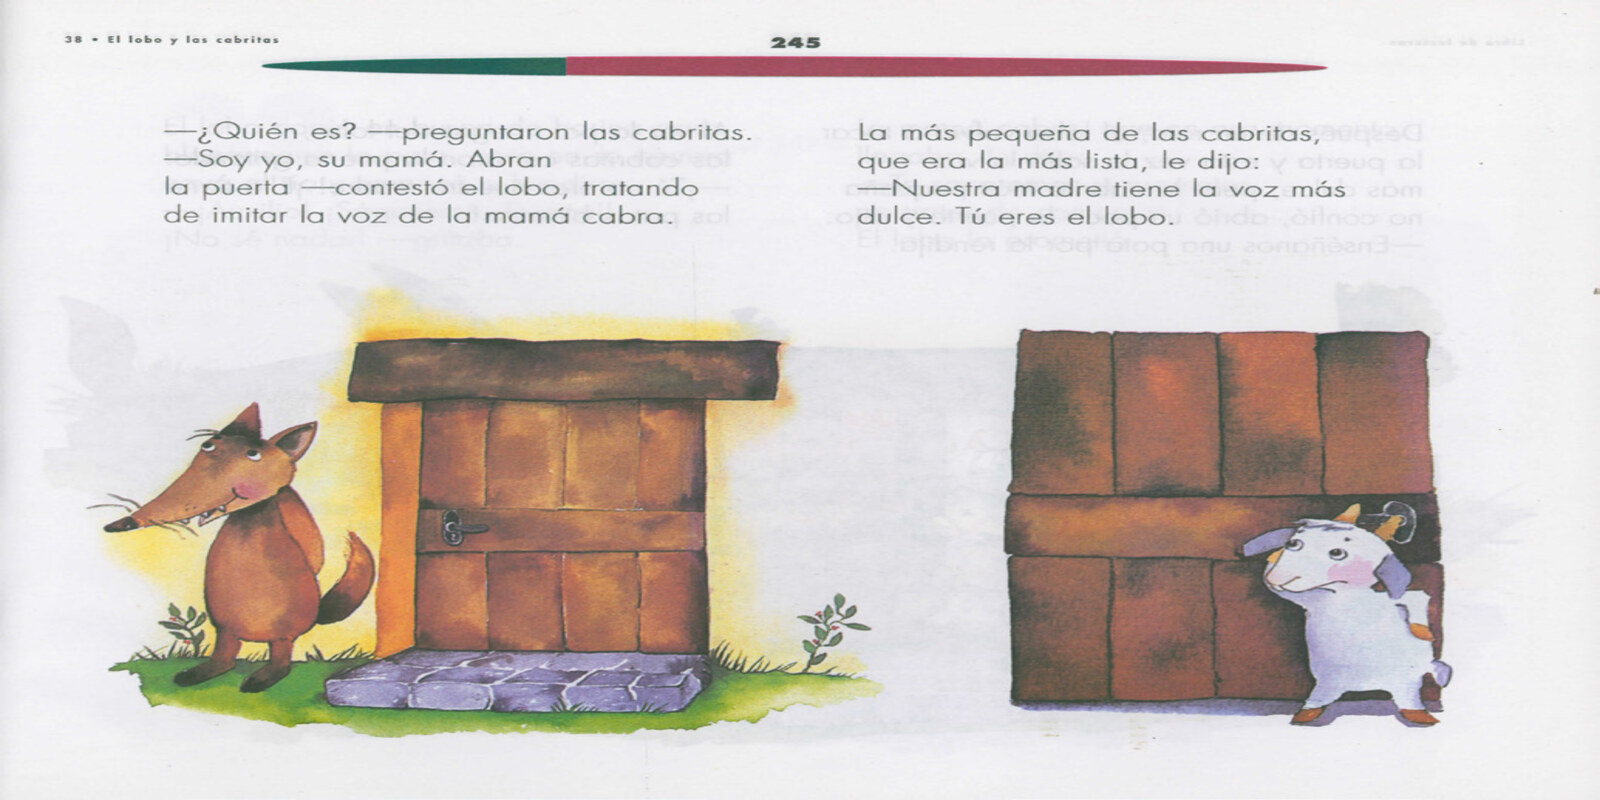 38 • El lobo y las cabritas
245
—¿Quién es? —preguntaron las cabritas.
—Soy yo, su mamá. Abran
la puerta — contestó el lobo, tratando
de imitar la voz de la mamá cabra.
La más pequeña de las cabritas,
que era la más lista, le dijo:
—Nuestra madre tiene la voz más
dulce. Tú eres el lobo.